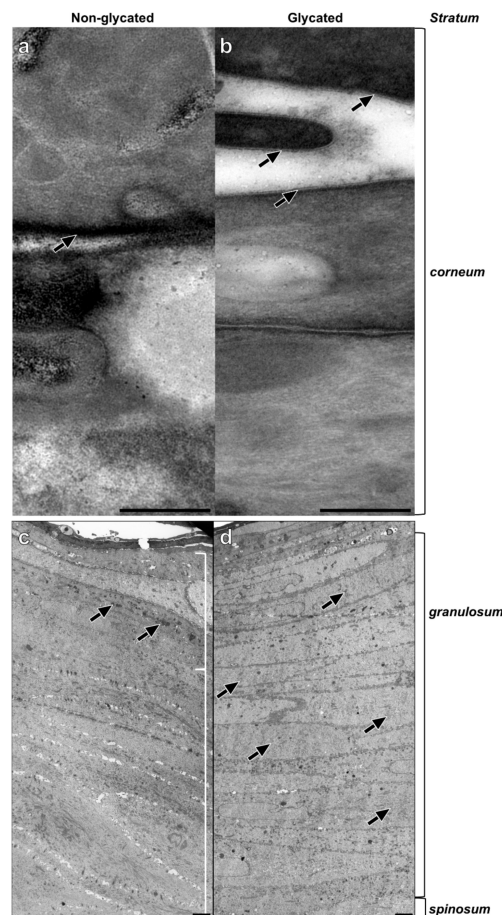 Non-glycated Glycated Stratum
a b
corneum
c d
granulosum
spinosum